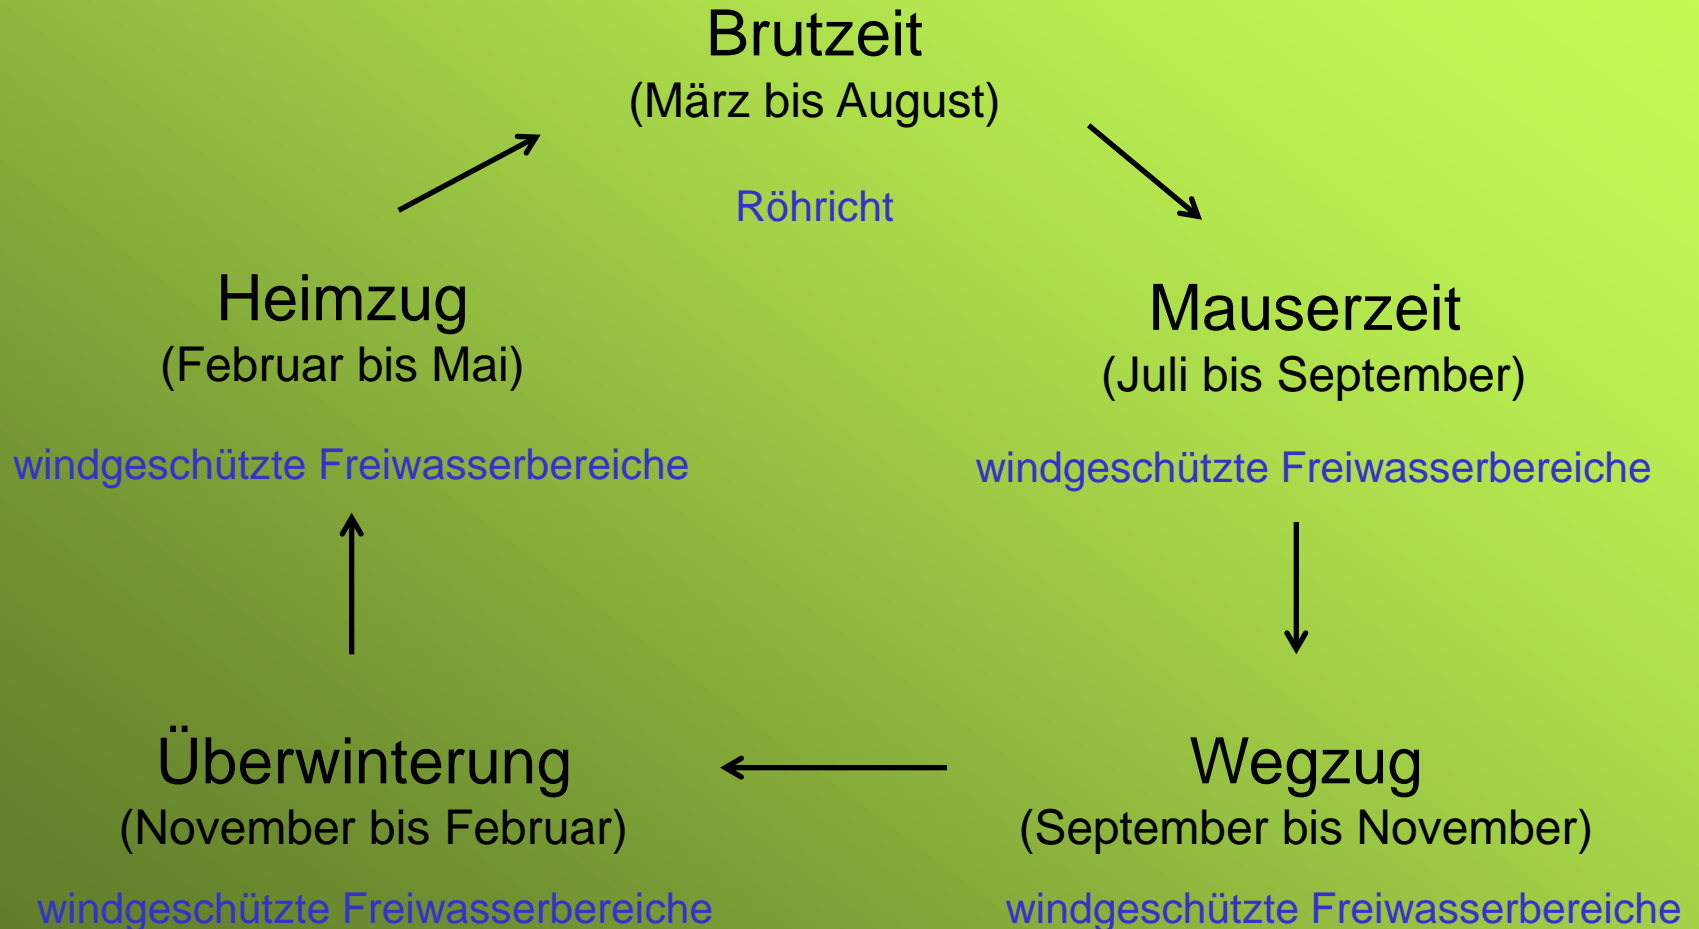 Brutzeit
(März bis August)
Röhricht
Heimzug
(Februar bis Mai)
windgeschützte Freiwasserbereiche
Mauserzeit
(Juli bis September)
windgeschützte Freiwasserbereiche
Überwinterung
(November bis Februar)
windgeschützte Freiwasserbereiche
Wegzug
(September bis November)
windgeschützte Freiwasserbereiche